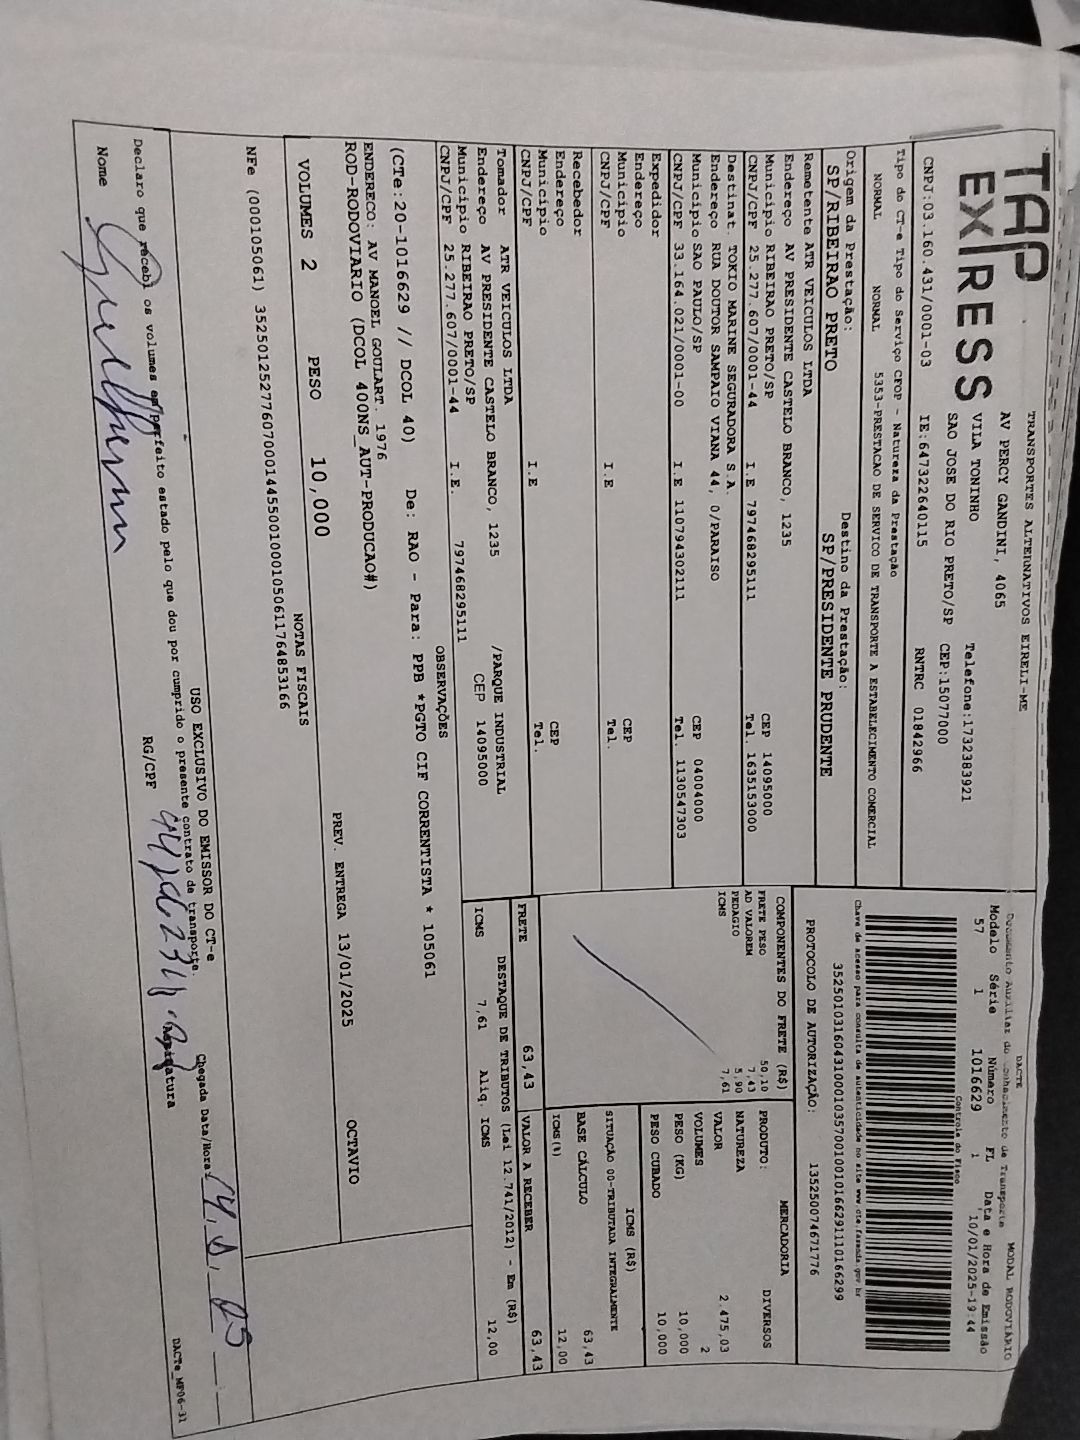 TAP EXPRESS
TRANSPORTES ALTERNATIVOS EIRELI-ME
AV PERCY GANDINI, 4065
VILA TONINHO Telefone:1732383921
SAO JOSE DO RIO PRETO/SP CEP:15077000
CNPJ:03.160.431/0001-03 IE:647322640115 RNTRC 01842966
Tipo do CT-e Tipo do Serviço CFOP - Natureza da Prestação
NORMAL NORMAL 5353-PRESTACAO DE SERVICO DE TRANSPORTE A ESTABELECIMENTO COMERCIAL
Origem da Prestação: Destino da Prestação:
SP/RIBEIRAO PRETO SP/PRESIDENTE PRUDENTE
Remetente ATR VEICULOS LTDA
Endereço AV PRESIDENTE CASTELO BRANCO, 1235
Município RIBEIRAO PRETO/SP CEP 14095000
CNPJ/CPF 25.277.607/0001-44 I.E 797468295111 Tel. 1635153000
Destinat. TOKIO MARINE SEGURADORA S.A.
Endereço RUA DOUTOR SAMPAIO VIANA 44, 0/PARAISO
Município SAO PAULO/SP CEP 04004000
CNPJ/CPF 33.164.021/0001-00 I.E 110794302111 Tel. 1130547303
Expedidor
Endereço
Município CEP
CNPJ/CPF I.E Tel.
Recebedor
Endereço
Município CEP
CNPJ/CPF I.E Tel.
Tomador ATR VEICULOS LTDA
Endereço AV PRESIDENTE CASTELO BRANCO, 1235 /PARQUE INDUSTRIAL
Município RIBEIRAO PRETO/SP CEP 14095000
CNPJ/CPF 25.277.607/0001-44 I.E. 797468295111
DACTE MODAL RODOVIÁRIO
Documento Auxiliar do Conhecimento de Transporte
Modelo Série Número FL Data e Hora de Emissão
57 1 1016629 1 10/01/2025-19:44
Controle do Fisco
Chave de acesso para consulta de autenticidade no site www.cte.fazenda.gov.br
35250103160431000103570010010166291110166299
PROTOCOLO DE AUTORIZAÇÃO: 135250074671776
COMPONENTES DO FRETE (R$)
FRETE PESO 50,10
AD VALOREM 7,43
PEDAGIO 5,90
ICMS 7,61
MERCADORIA
PRODUTO: DIVERSOS
NATUREZA
VALOR 2.475,03
VOLUMES 2
PESO (KG) 10,000
PESO CUBADO 10,000
ICMS (R$)
SITUAÇÃO 00-TRIBUTADA INTEGRALMENTE
BASE CÁLCULO 63,43
ICMS(%) 12,00
FRETE 63,43 VALOR A RECEBER 63,43
DESTAQUE DE TRIBUTOS (Lei 12.741/2012) - Em (R$)
ICMS 7,61 Aliq. ICMS 12,00
OBSERVAÇÕES
(CTe:20-1016629 // DCOL 40) De: RAO - Para: PPB *PGTO CIF CORRENTISTA * 105061
ENDERECO: AV MANOEL GOULART. 1976
ROD-RODOVIARIO (DCOL 400NS_AUT-PRODUCAO#)
VOLUMES 2 PESO 10,000 PREV. ENTREGA 13/01/2025 OCTAVIO
NOTAS FISCAIS
NFe (000105061) 35250125277607000144550010001050611764853166
USO EXCLUSIVO DO EMISSOR DO CT-e
Declaro que recebi os volumes em perfeito estado pelo que dou por cumprido o presente contrato de transporte.
Chegada Data/Hora
Nome RG/CPF Assinatura
DACTe_MF06-31